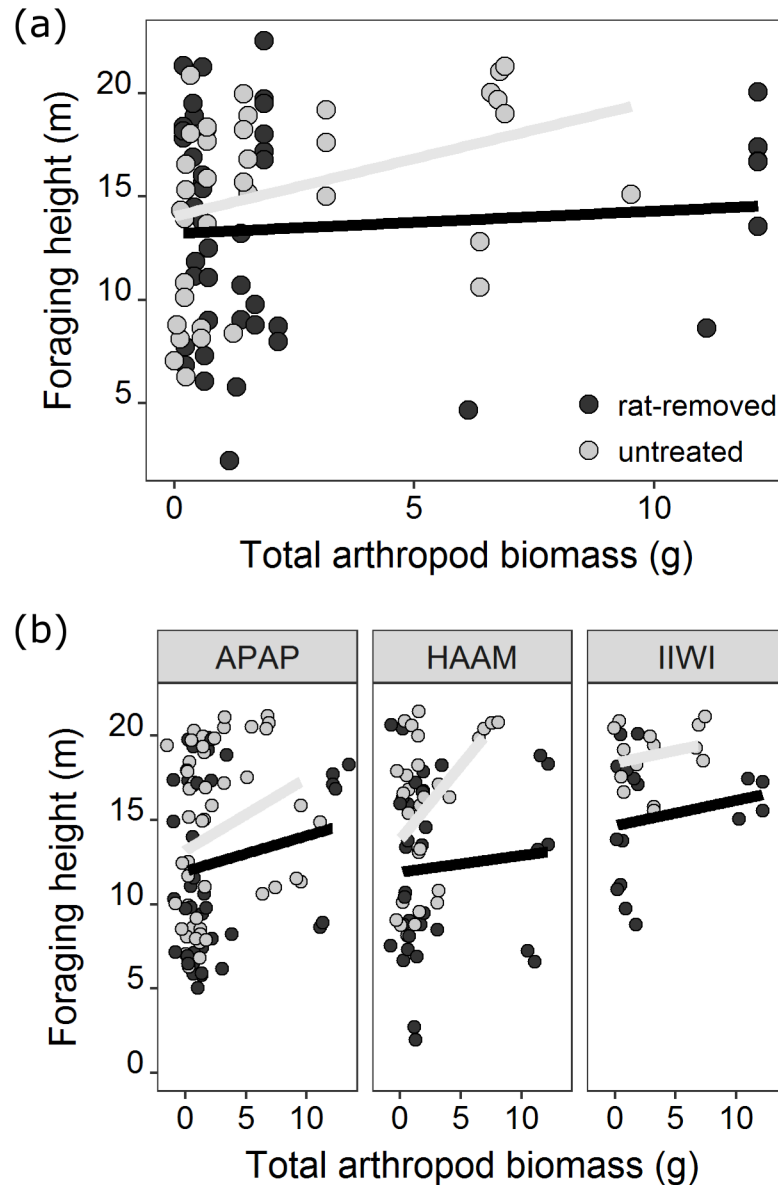 (a)
Foraging height (m)
20
15
10
5
rat-removed
untreated
0
5
10
Total arthropod biomass (g)
(b)
APAP
HAAM
IIWI
Foraging height (m)
20
15
10
5
0
0
5
10
0
5
10
0
5
10
Total arthropod biomass (g)